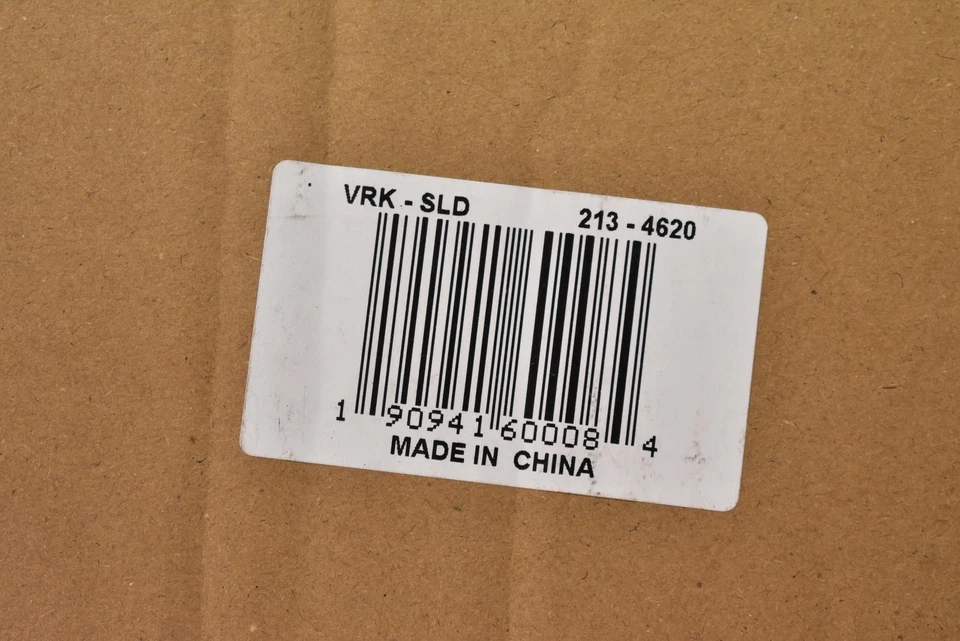 VRK - SLD 213 - 4620
1 90941 60008 4
MADE IN CHINA